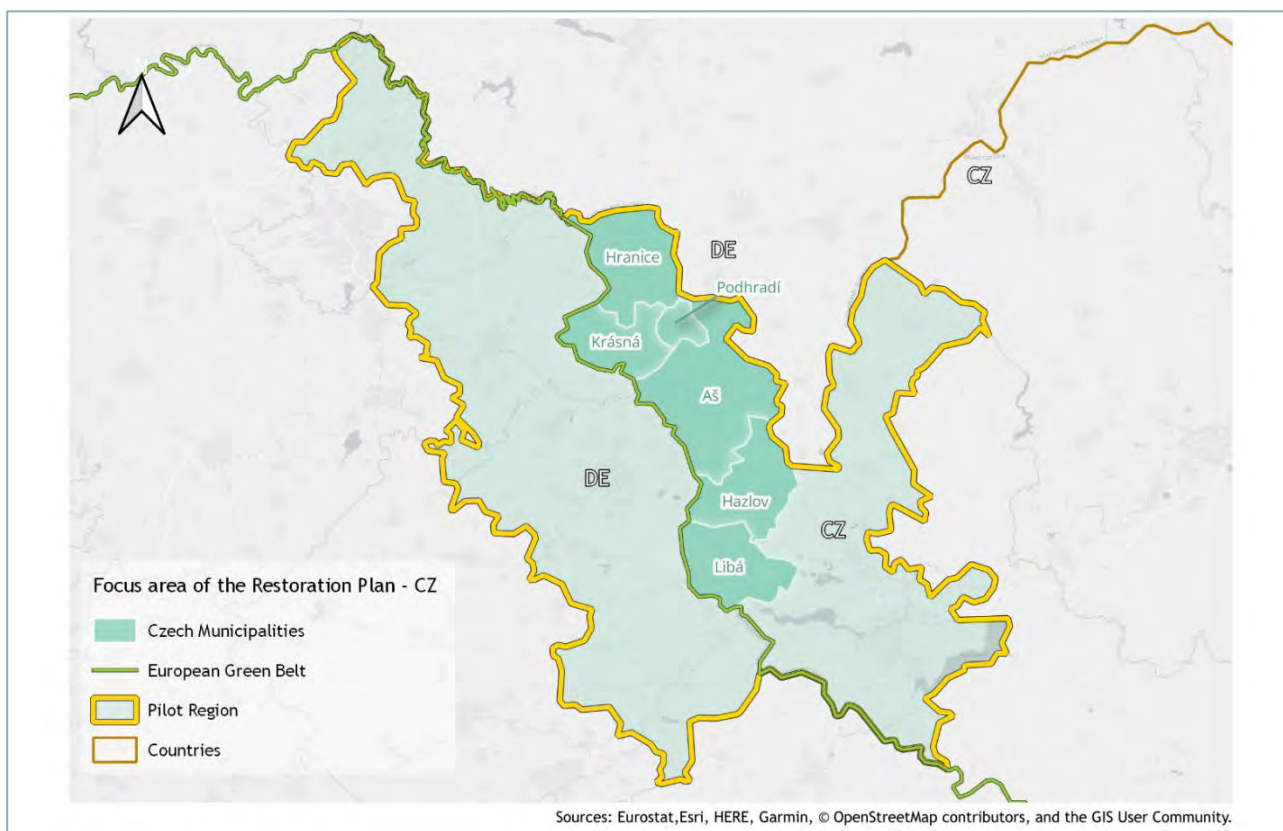 CZ
DE
Hranice
Podhradí
Krásná
Aš
DE
Hazlov
CZ
Libá
Focus area of the Restoration Plan - CZ
Czech Municipalities
European Green Belt
Pilot Region
Countries
Sources: Eurostat,Esri, HERE, Garmin, © OpenStreetMap contributors, and the GIS User Community.